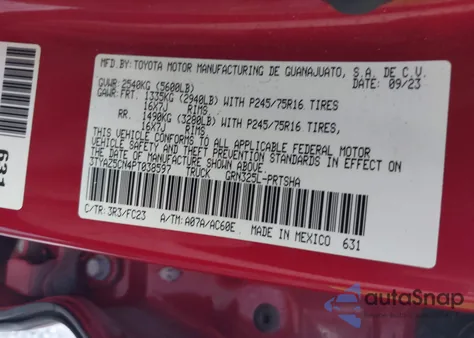 MFD.BY:TOYOTA MOTOR MANUFACTURING DE GUANAJUATO, S.A. DE C.V.
DATE: 09/23
GVWR:2540KG (5600LB)
GAWR:FRT. 1335KG (2940LB) WITH P245/75R16 TIRES
16X7J RIMS
RR. 1490KG (3280LB) WITH P245/75R16 TIRES
16X7J RIMS
THIS VEHICLE CONFORMS TO ALL APPLICABLE FEDERAL MOTOR
VEHICLE SAFETY STANDARDS IN EFFECT ON
THE DATE OF MANUFACTURE SHOWN ABOVE.
3TYAZ5CN4PT038597 TRUCK GRN325L-PRTSHA
C/TR:3R3/FC23 A/TM:A07A/AC60E
MADE IN MEXICO 631
631
autoSnap